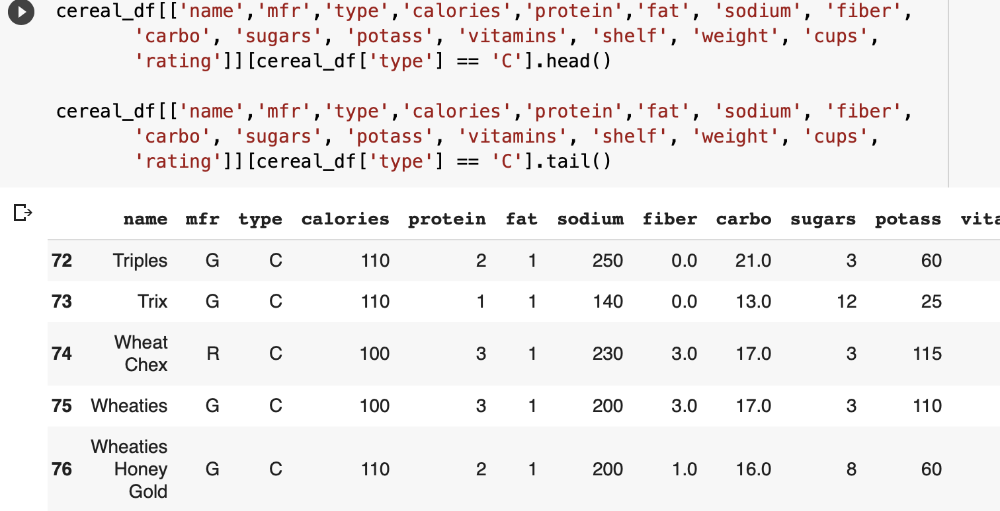 cereal_df[['name','mfr','type','calories','protein','fat', 'sodium', 'fiber',
'carbo', 'sugars', 'potass', 'vitamins', 'shelf', 'weight', 'cups',
'rating']][cereal_df['type'] == 'C'].head()
cereal_df[['name','mfr','type','calories','protein','fat', 'sodium', 'fiber',
'carbo', 'sugars', 'potass', 'vitamins', 'shelf', 'weight', 'cups',
'rating']][cereal_df['type'] == 'C'].tail()
name mfr type calories protein fat sodium fiber carbo sugars potass vita
72 Triples G C 110 2 1 250 0.0 21.0 3 60
73 Trix G C 110 1 1 140 0.0 13.0 12 25
74 Wheat Chex R C 100 3 1 230 3.0 17.0 3 115
75 Wheaties G C 100 3 1 200 3.0 17.0 3 110
76 Wheaties Honey Gold G C 110 2 1 200 1.0 16.0 8 60